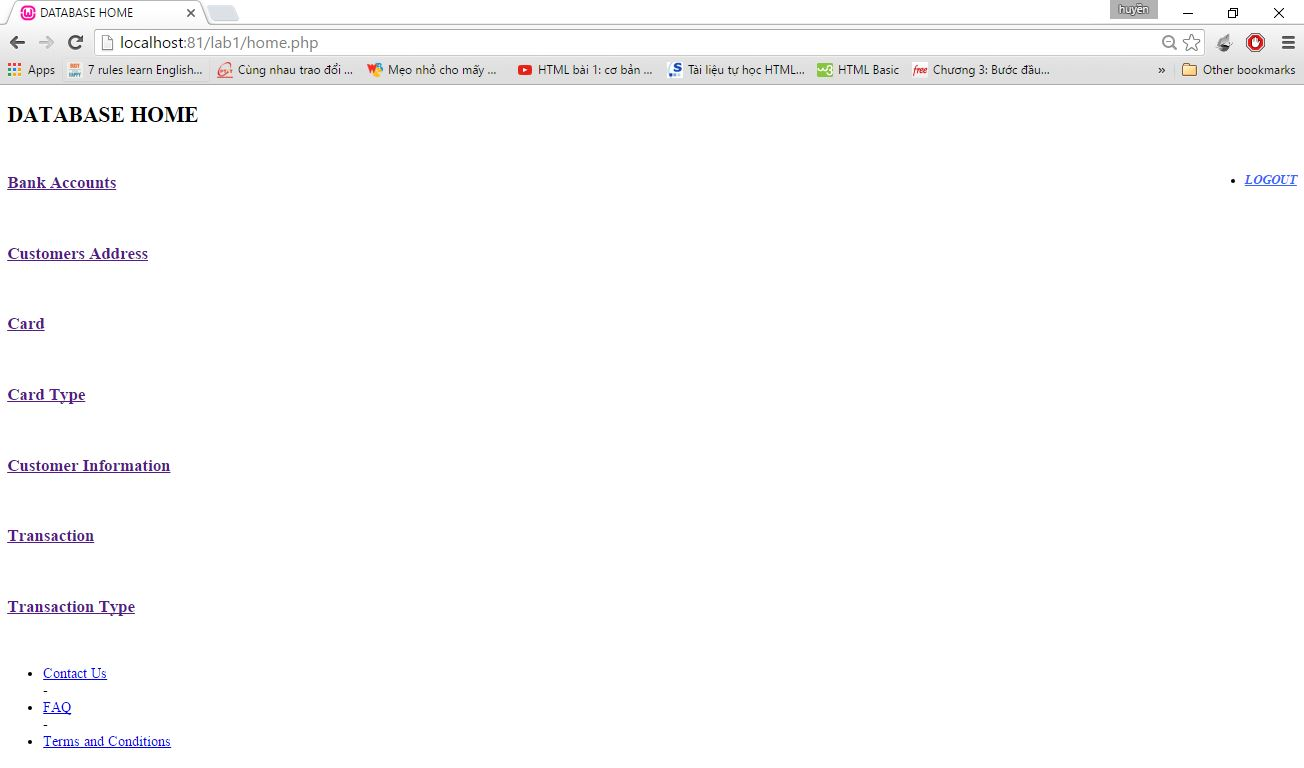 DATABASE HOME
huyền
localhost:81/lab1/home.php
Apps
7 rules learn English...
Cùng nhau trao đổi ...
Mẹo nhỏ cho mấy ...
HTML bài 1: cơ bản ...
Tài liệu tự học HTML...
HTML Basic
Chương 3: Bước đầu...
»
Other bookmarks
DATABASE HOME
Bank Accounts
LOGOUT
Customers Address
Card
Card Type
Customer Information
Transaction
Transaction Type
Contact Us
-
FAQ
-
Terms and Conditions